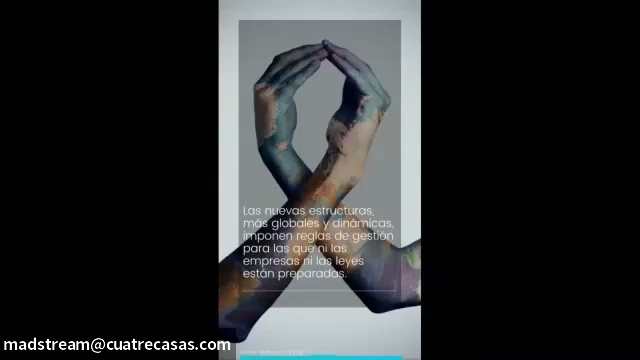 Las nuevas estructuras,
más globales y dinámicas,
imponen reglas de gestión
para las que ni las
empresas ni las leyes
están preparadas.
madstream@cuatrecasas.com